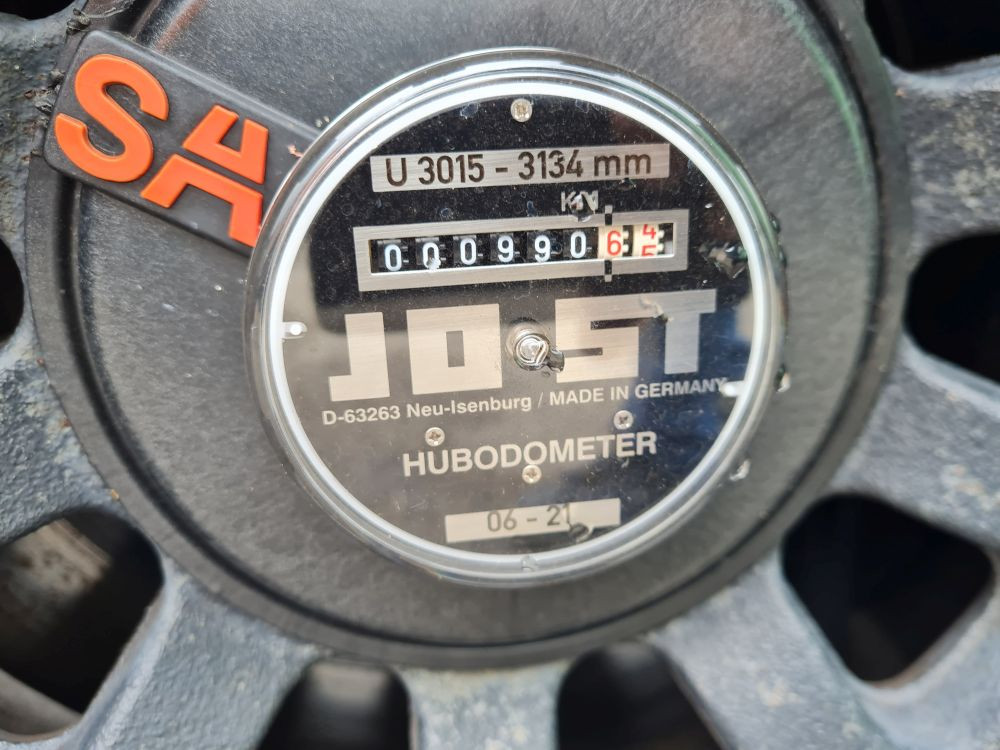 SA
U 3015 - 3134 mm
KM
000990 6
JOST
D-63263 Neu-Isenburg / MADE IN GERMANY
HUBODOMETER
06 - 21